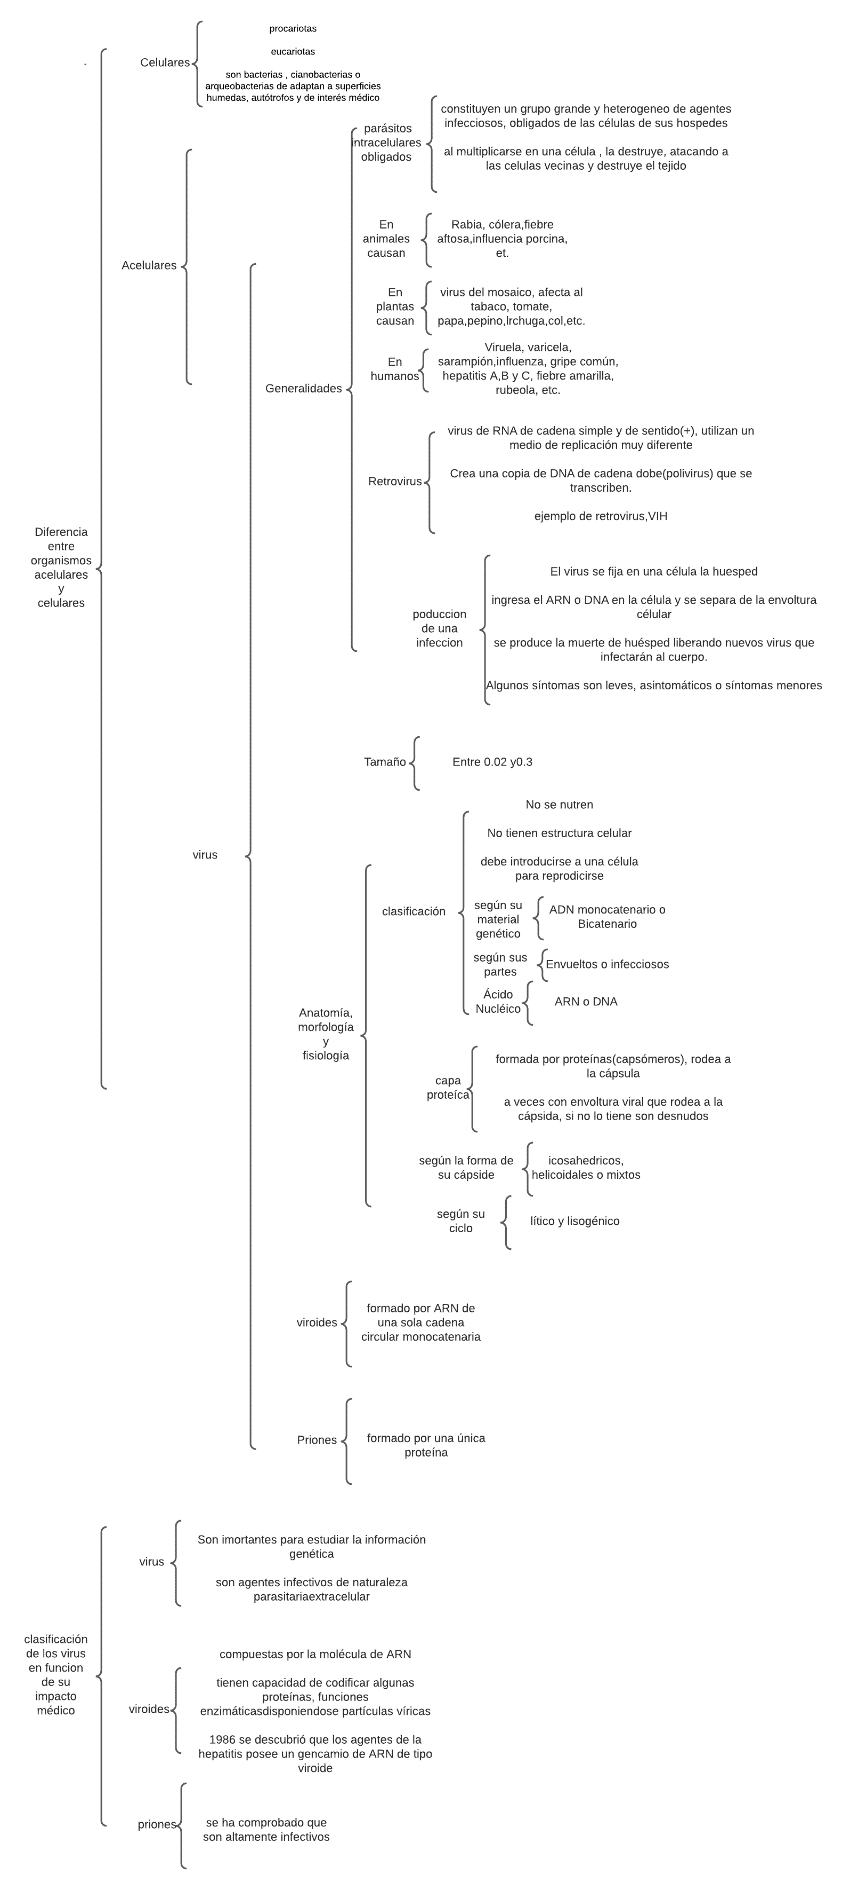 procariotas
eucariotas
Celulares
son bacterias , cianobacterias o
arqueobacterias de adaptan a superficies
humedas, autótrofos y de interés médico
Acelulares
Generalidades
parásitos
intracelulares
obligados
constituyen un grupo grande y heterogeneo de agentes
infecciosos, obligados de las células de sus hospedes
al multiplicarse en una célula , la destruye, atacando a
las celulas vecinas y destruye el tejido
En
animales
causan
Rabia, cólera,fiebre
aftosa,influencia porcina,
et.
En
plantas
causan
virus del mosaico, afecta al
tabaco, tomate,
papa,pepino,lrchuga,col,etc.
En
humanos
Viruela, varicela,
sarampión,influenza, gripe común,
hepatitis A,B y C, fiebre amarilla,
rubeola, etc.
Retrovirus
virus de RNA de cadena simple y de sentido(+), utilizan un
medio de replicación muy diferente
Crea una copia de DNA de cadena dobe(polivirus) que se
transcriben.
ejemplo de retrovirus,VIH
Diferencia
entre
organismos
acelulares
y
celulares
poduccion
de una
infeccion
El virus se fija en una célula la huesped
ingresa el ARN o DNA en la célula y se separa de la envoltura
célular
se produce la muerte de huésped liberando nuevos virus que
infectarán al cuerpo.
Algunos síntomas son leves, asintomáticos o síntomas menores
virus
Tamaño
Entre 0.02 y0.3
Anatomía,
morfología
y
fisiología
clasificación
No se nutren
No tienen estructura celular
debe introducirse a una célula
para reprodicirse
según su
material
genético
ADN monocatenario o
Bicatenario
según sus
partes
Envueltos o infecciosos
Ácido
Nucléico
ARN o DNA
capa
proteíca
formada por proteínas(capsómeros), rodea a
la cápsula
a veces con envoltura viral que rodea a la
cápsida, si no lo tiene son desnudos
según la forma de
su cápside
icosahedricos,
helicoidales o mixtos
según su
ciclo
lítico y lisogénico
viroides
formado por ARN de
una sola cadena
circular monocatenaria
Priones
formado por una única
proteína
clasificación
de los virus
en funcion
de su
impacto
médico
virus
Son imortantes para estudiar la información
genética
son agentes infectivos de naturaleza
parasitariaextracelular
viroides
compuestas por la molécula de ARN
tienen capacidad de codificar algunas
proteínas, funciones
enzimáticasdisponiendose partículas víricas
1986 se descubrió que los agentes de la
hepatitis posee un gencamio de ARN de tipo
viroide
priones
se ha comprobado que
son altamente infectivos